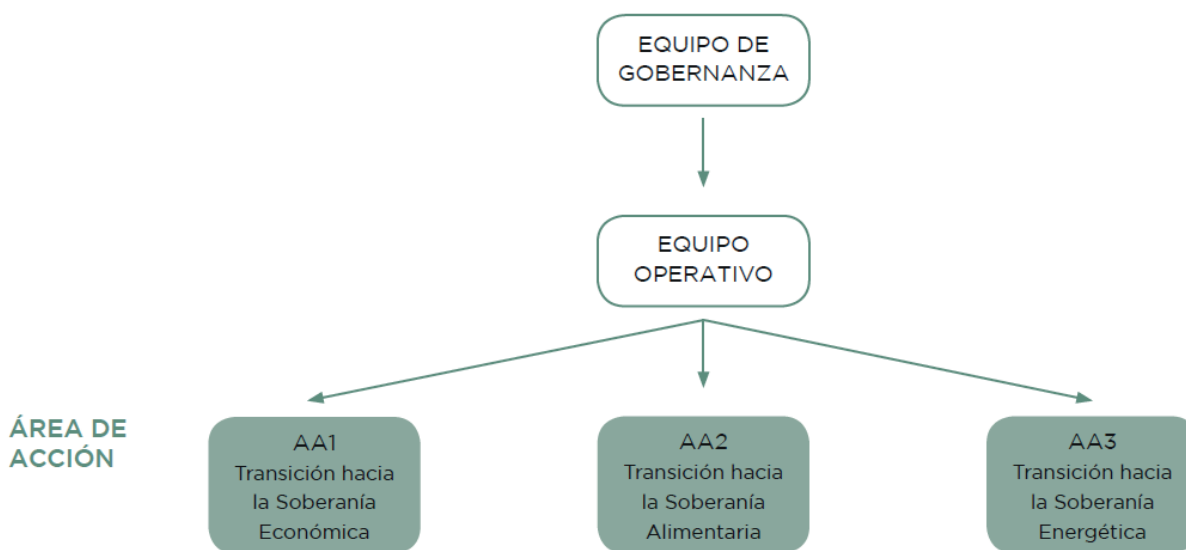 EQUIPO DE
GOBERNANZA
EQUIPO
OPERATIVO
ÁREA DE
ACCIÓN
AA1
Transición hacia
la Soberanía
Económica
AA2
Transición hacia
la Soberanía
Alimentaria
AA3
Transición hacia
la Soberanía
Energética